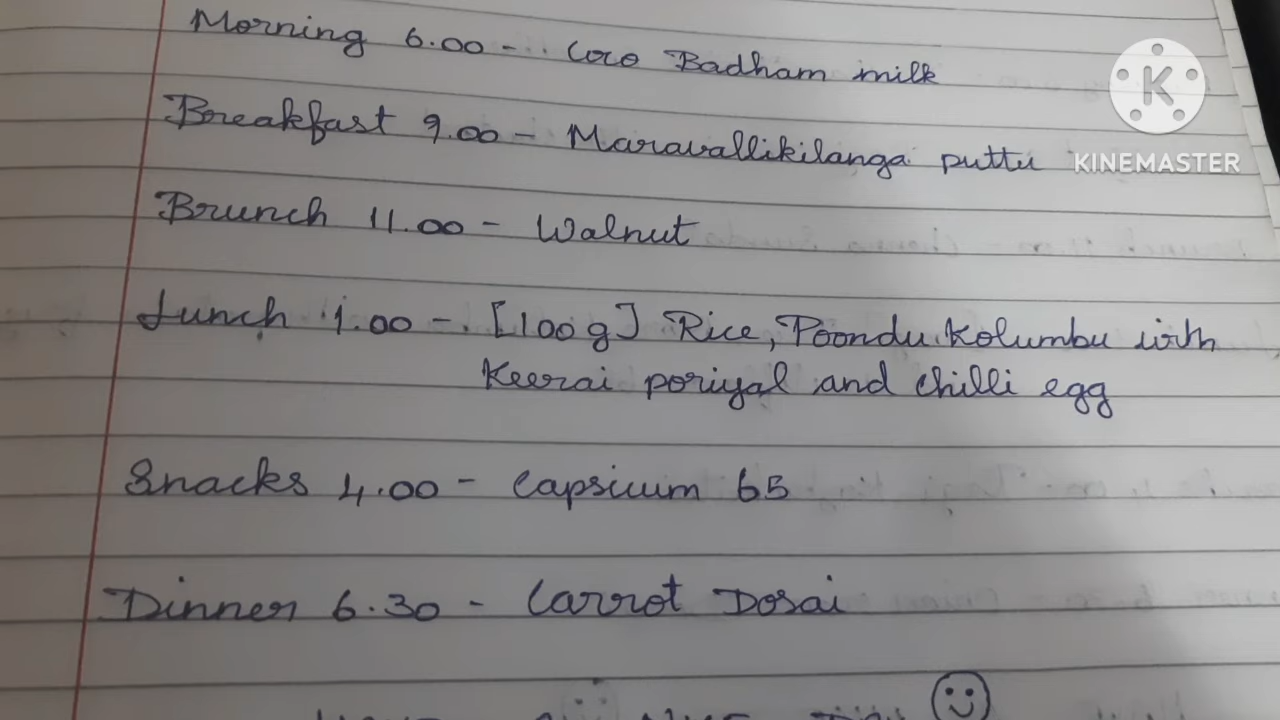 Morning 6.00 - Coco Badham milk
Breakfast 9.00 - Maravallikilanga puttu
KINEMASTER
Brunch 11.00 - Walnut
Lunch 1.00 - [100g] Rice, Poondu Kolumbu with
Keerai poriyal and chilli egg
Snacks 4.00 - Capsicum 65
Dinner 6.30 - Carrot Dosai